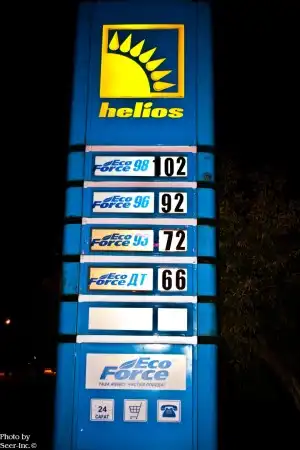 helios
Eco Force 98 102
Eco Force 96 92
Eco Force 93 72
Eco Force ДТ 66
Eco Force
24
Photo by
Seer-Inc.©